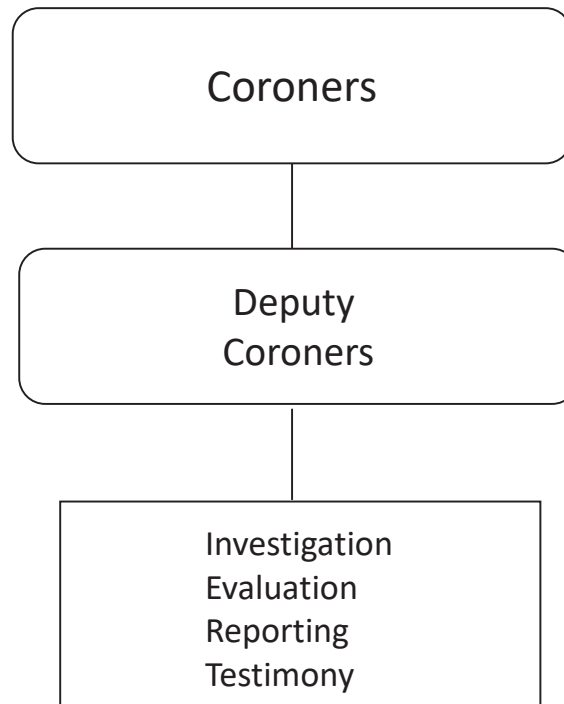 Coroners
Deputy
Coroners
Investigation
Evaluation
Reporting
Testimony